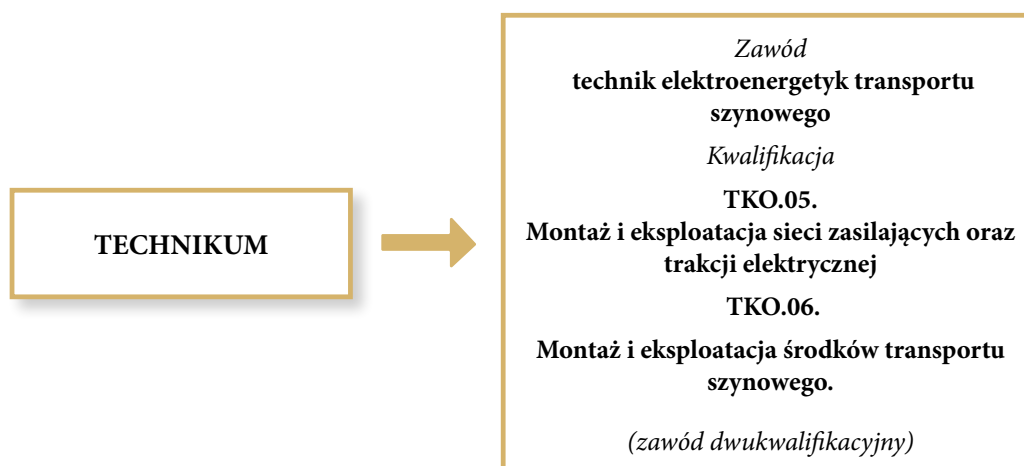 TECHNIKUM
Zawód
technik elektroenergetyk transportu
szynowego
Kwalifikacja
TKO.05.
Montaż i eksploatacja sieci zasilających oraz
trakcji elektrycznej
TKO.06.
Montaż i eksploatacja środków transportu
szynowego.
(zawód dwukwalifikacyjny)